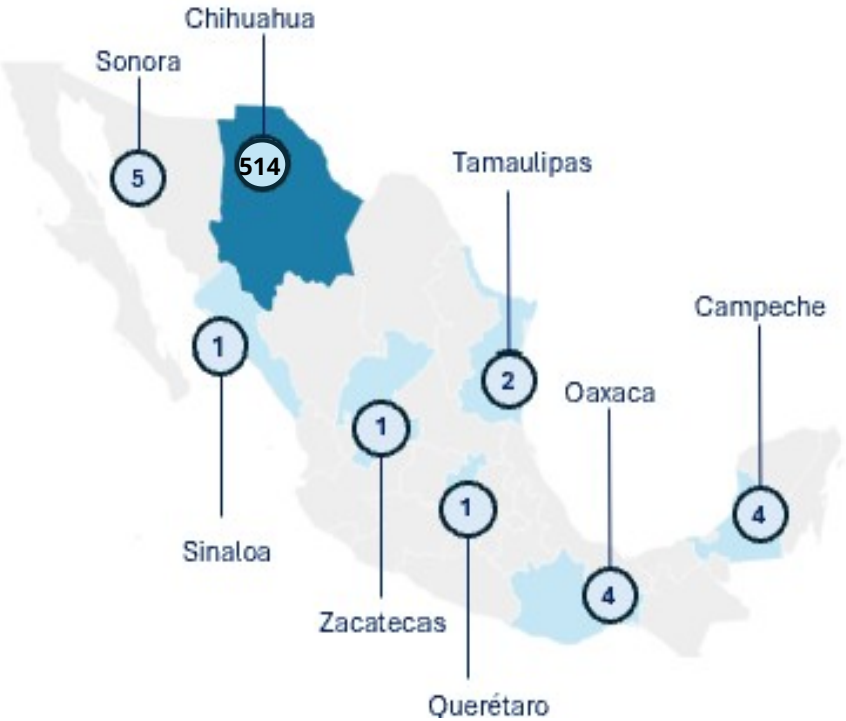 Chihuahua
Sonora
514
5
Tamaulipas
Campeche
1
2
Oaxaca
1
1
4
Sinaloa
4
Zacatecas
Querétaro